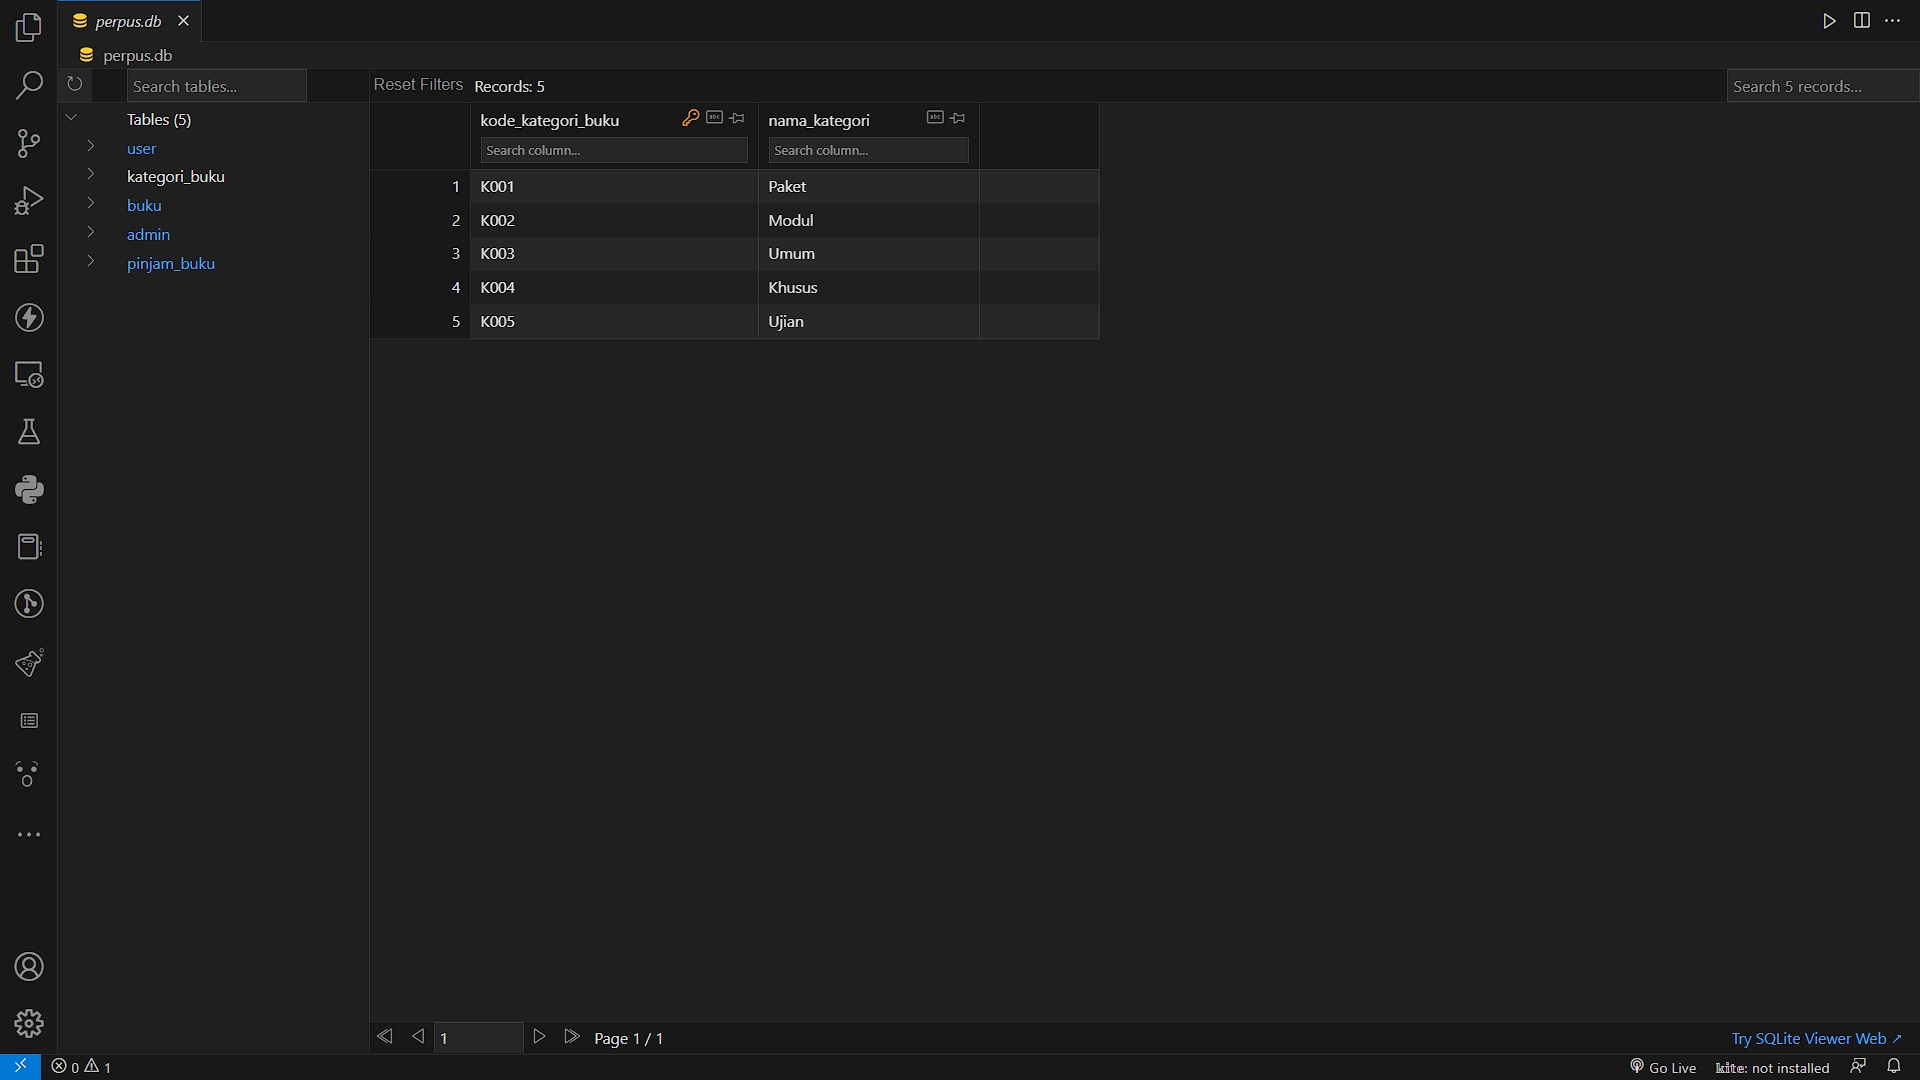 perpus.db
perpus.db
Search tables...
Reset Filters
Records: 5
Search 5 records...
Tables (5)
user
kategori_buku
buku
admin
pinjam_buku
kode_kategori_buku
nama_kategori
Search column...
Search column...
1 K001 Paket
2 K002 Modul
3 K003 Umum
4 K004 Khusus
5 K005 Ujian
1
Page 1 / 1
Try SQLite Viewer Web ↗
0
1
Go Live
kite: not installed